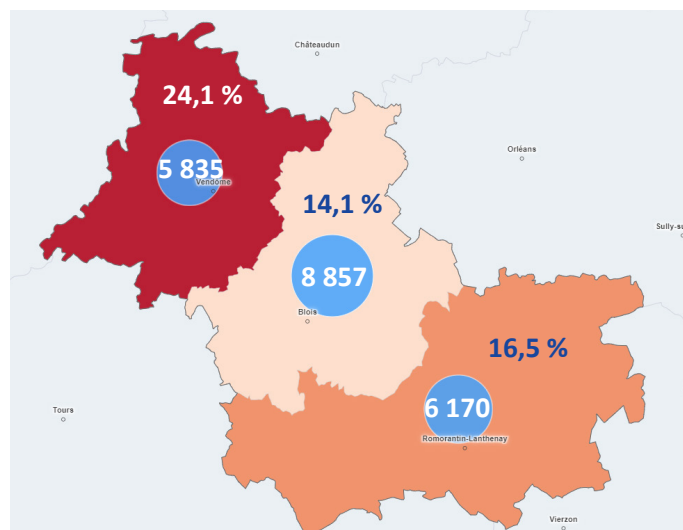 Châteaudun
24,1 %
Orléans
5 835
Vendôme
14,1 %
Sully-su
8 857
Blois
16,5 %
Tours
6 170
Romorantin-Lanthenay
Vierzon